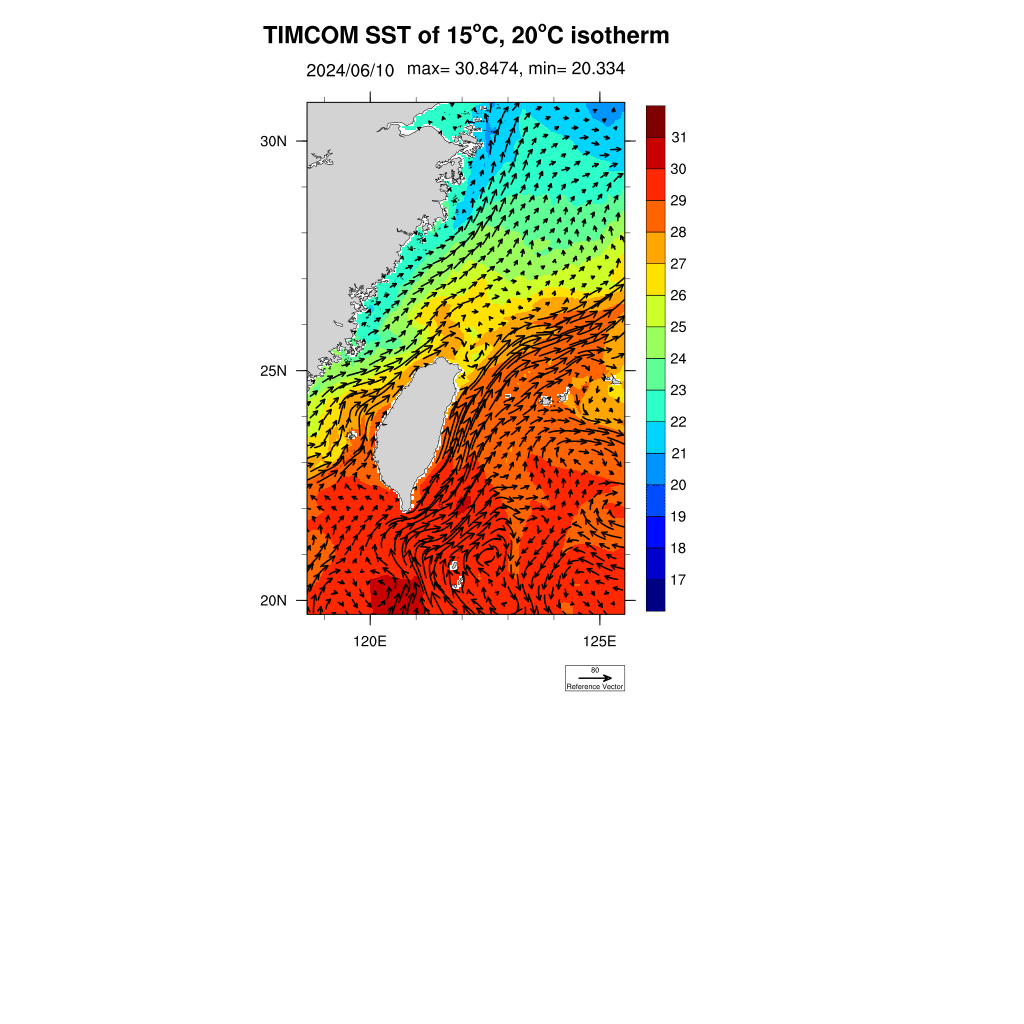 TIMCOM SST of 15°C, 20°C isotherm
2024/06/10 max= 30.8474, min= 20.334
30N
25N
20N
120E
125E
31
30
29
28
27
26
25
24
23
22
21
20
19
18
17
80
Reference Vector